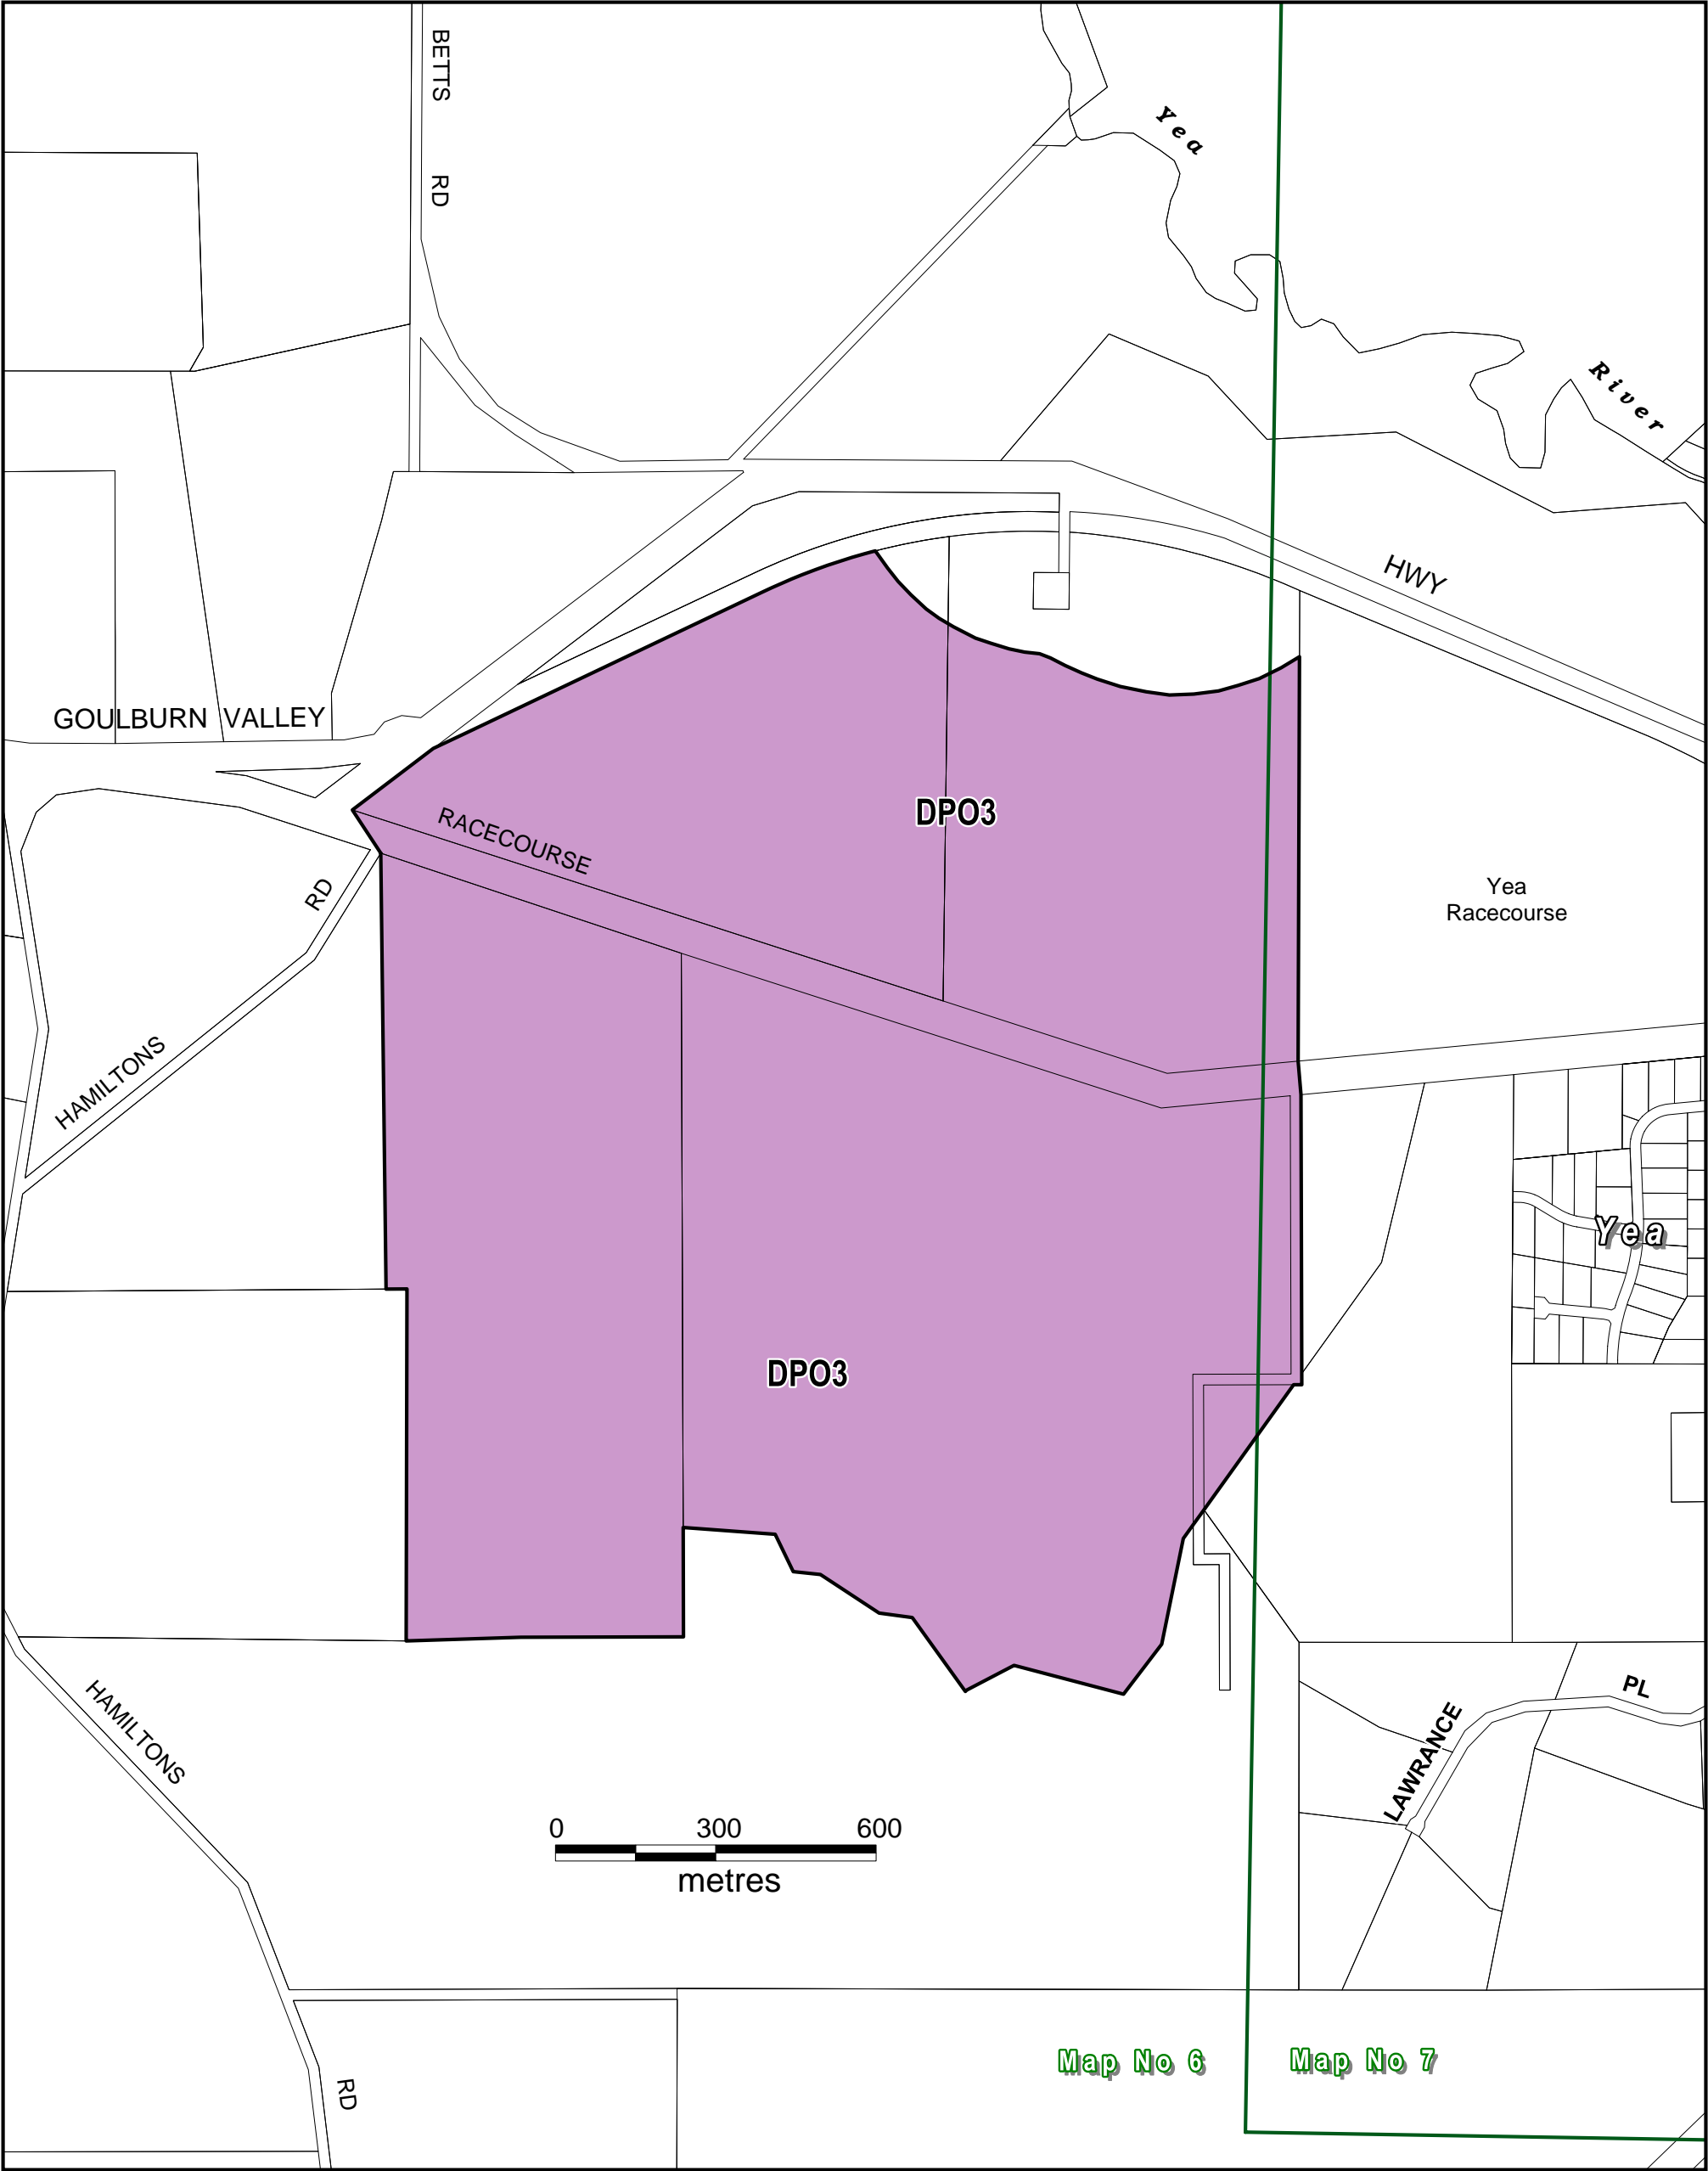 BETTS RD
Yea
River
HWY
GOULBURN VALLEY
DPO3
RACECOURSE
RD
Yea
Racecourse
HAMILTONS
Yea
DPO3
HAMILTONS
PL
LAWRANCE
0 300 600
metres
Map No 6
Map No 7
RD